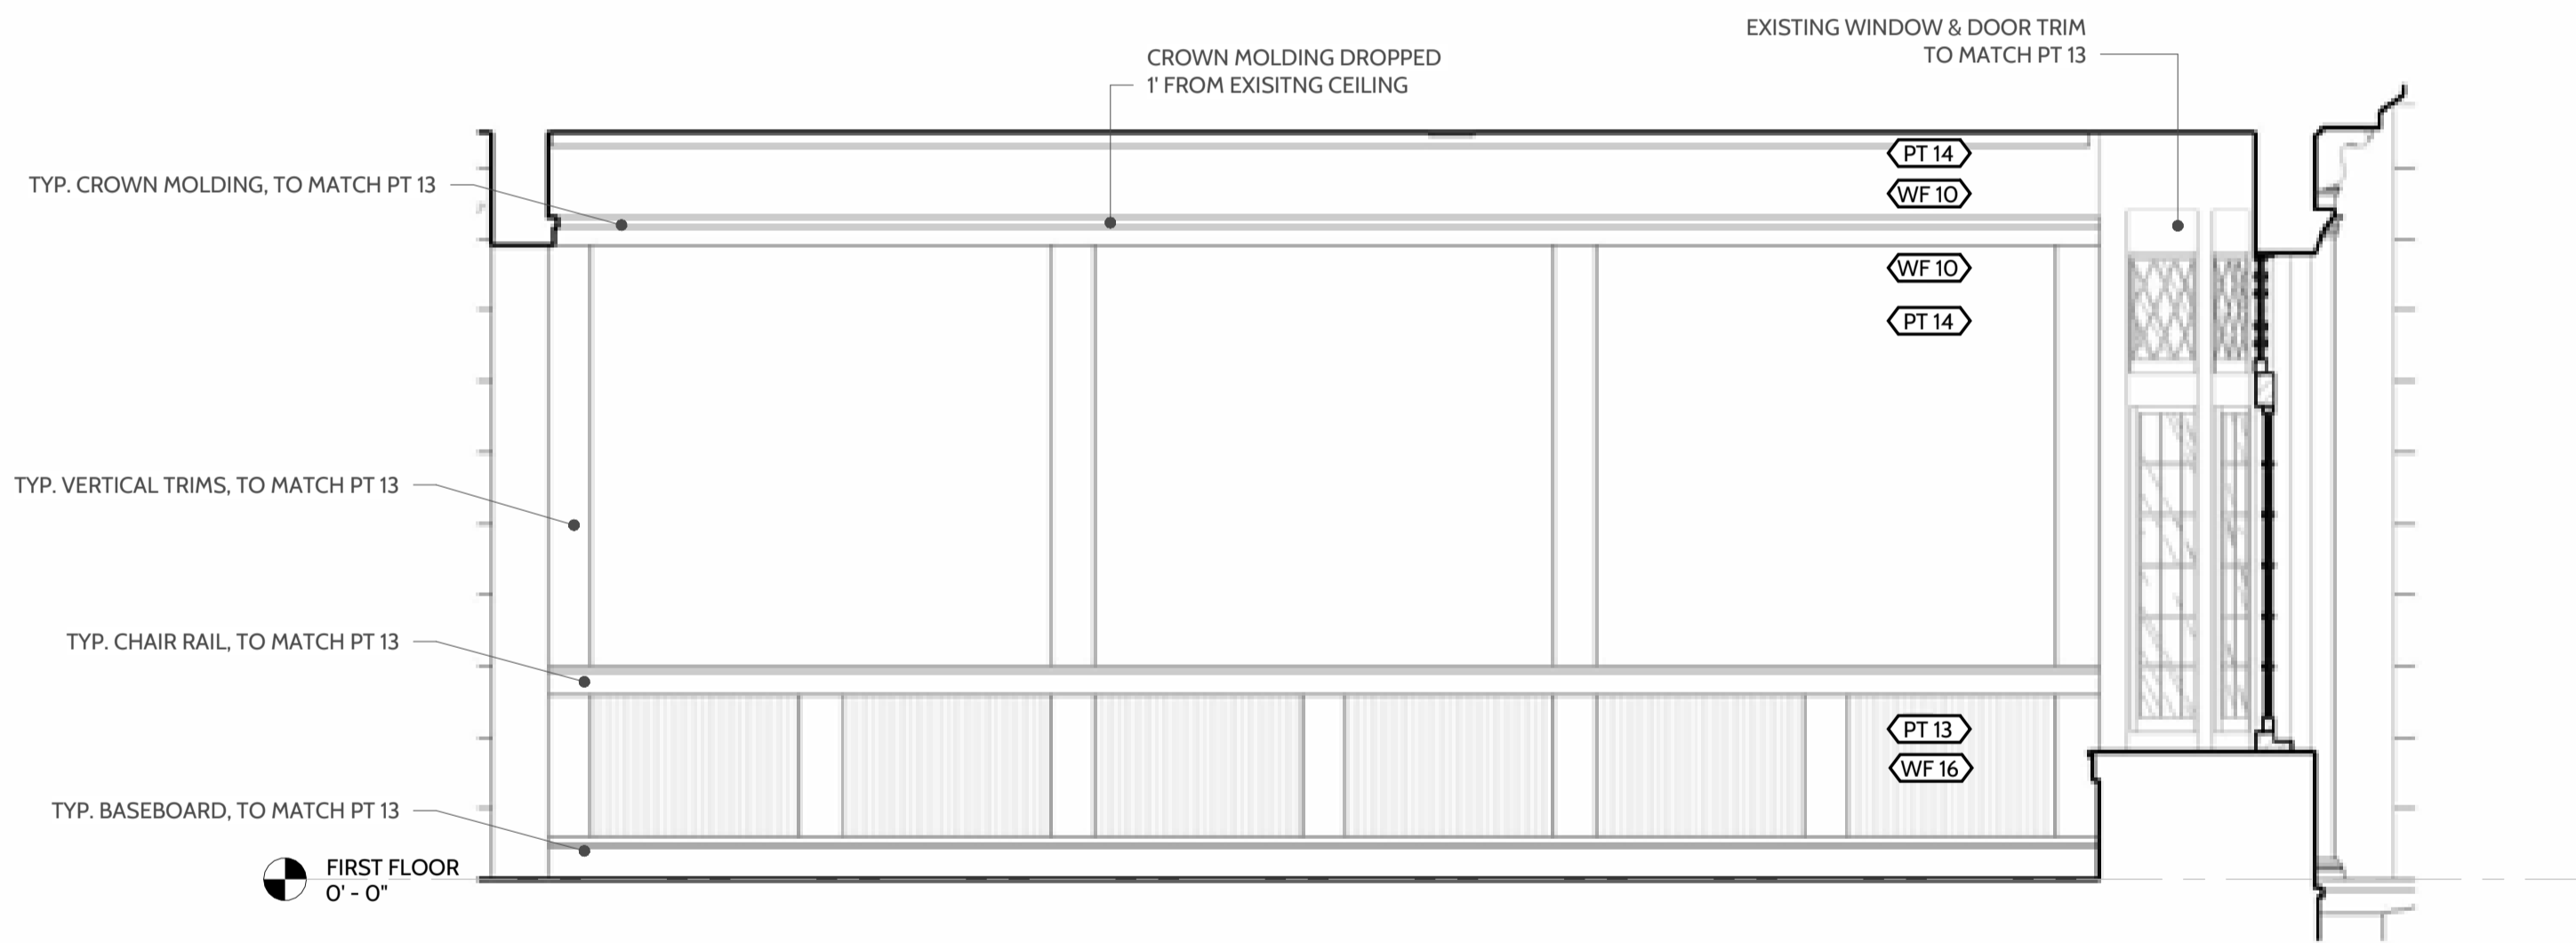 EXISTING WINDOW & DOOR TRIM
TO MATCH PT 13
CROWN MOLDING DROPPED
1' FROM EXISITNG CEILING
PT 14
TYP. CROWN MOLDING, TO MATCH PT 13
WF 10
WF 10
PT 14
TYP. VERTICAL TRIMS, TO MATCH PT 13
TYP. CHAIR RAIL, TO MATCH PT 13
PT 13
WF 16
TYP. BASEBOARD, TO MATCH PT 13
FIRST FLOOR
0' - 0"